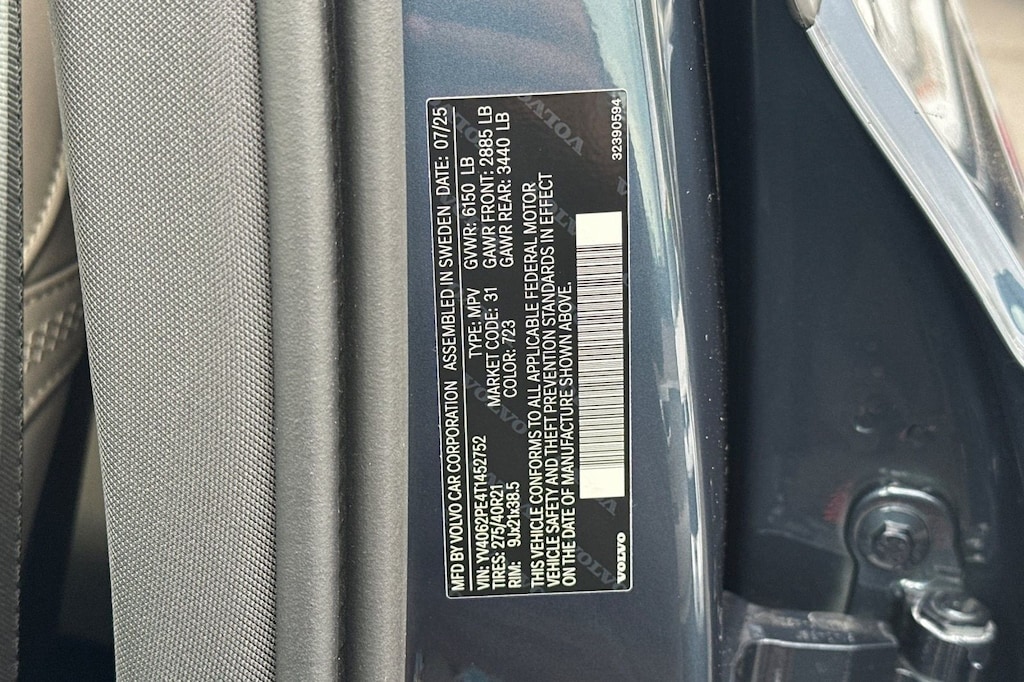 MFD BY VOLVO CAR CORPORATION ASSEMBLED IN SWEDEN DATE: 07/25
VIN: YV4062PE4T1452752 TYPE: MPV GVWR: 6150 LB
TIRES: 275/40R21 MARKET CODE: 31 GAWR FRONT: 2885 LB
RIM: 9Jx21x38.5 COLOR: 723 GAWR REAR: 3440 LB
THIS VEHICLE CONFORMS TO ALL APPLICABLE FEDERAL MOTOR
VEHICLE SAFETY AND THEFT PREVENTION STANDARDS IN EFFECT
ON THE DATE OF MANUFACTURE SHOWN ABOVE.
VOLVO 32390594